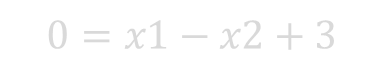 0 = x1 − x2 + 3